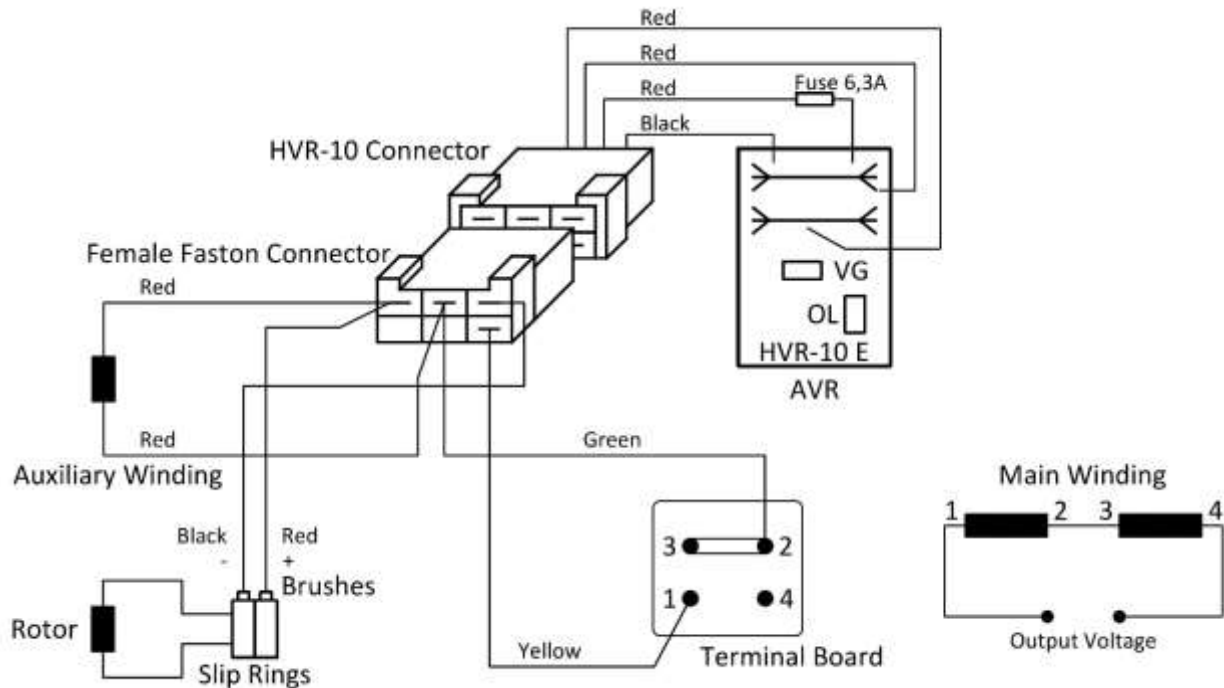 Red
Red
Fuse 6,3A
Red
Black
HVR-10 Connector
Female Faston Connector
Red
VG
OL
HVR-10 E
AVR
Red
Green
Auxiliary Winding
Main Winding
1 2 3 4
Black Red
- +
Brushes
3 2
1 4
Rotor
Output Voltage
Yellow
Terminal Board
Slip Rings